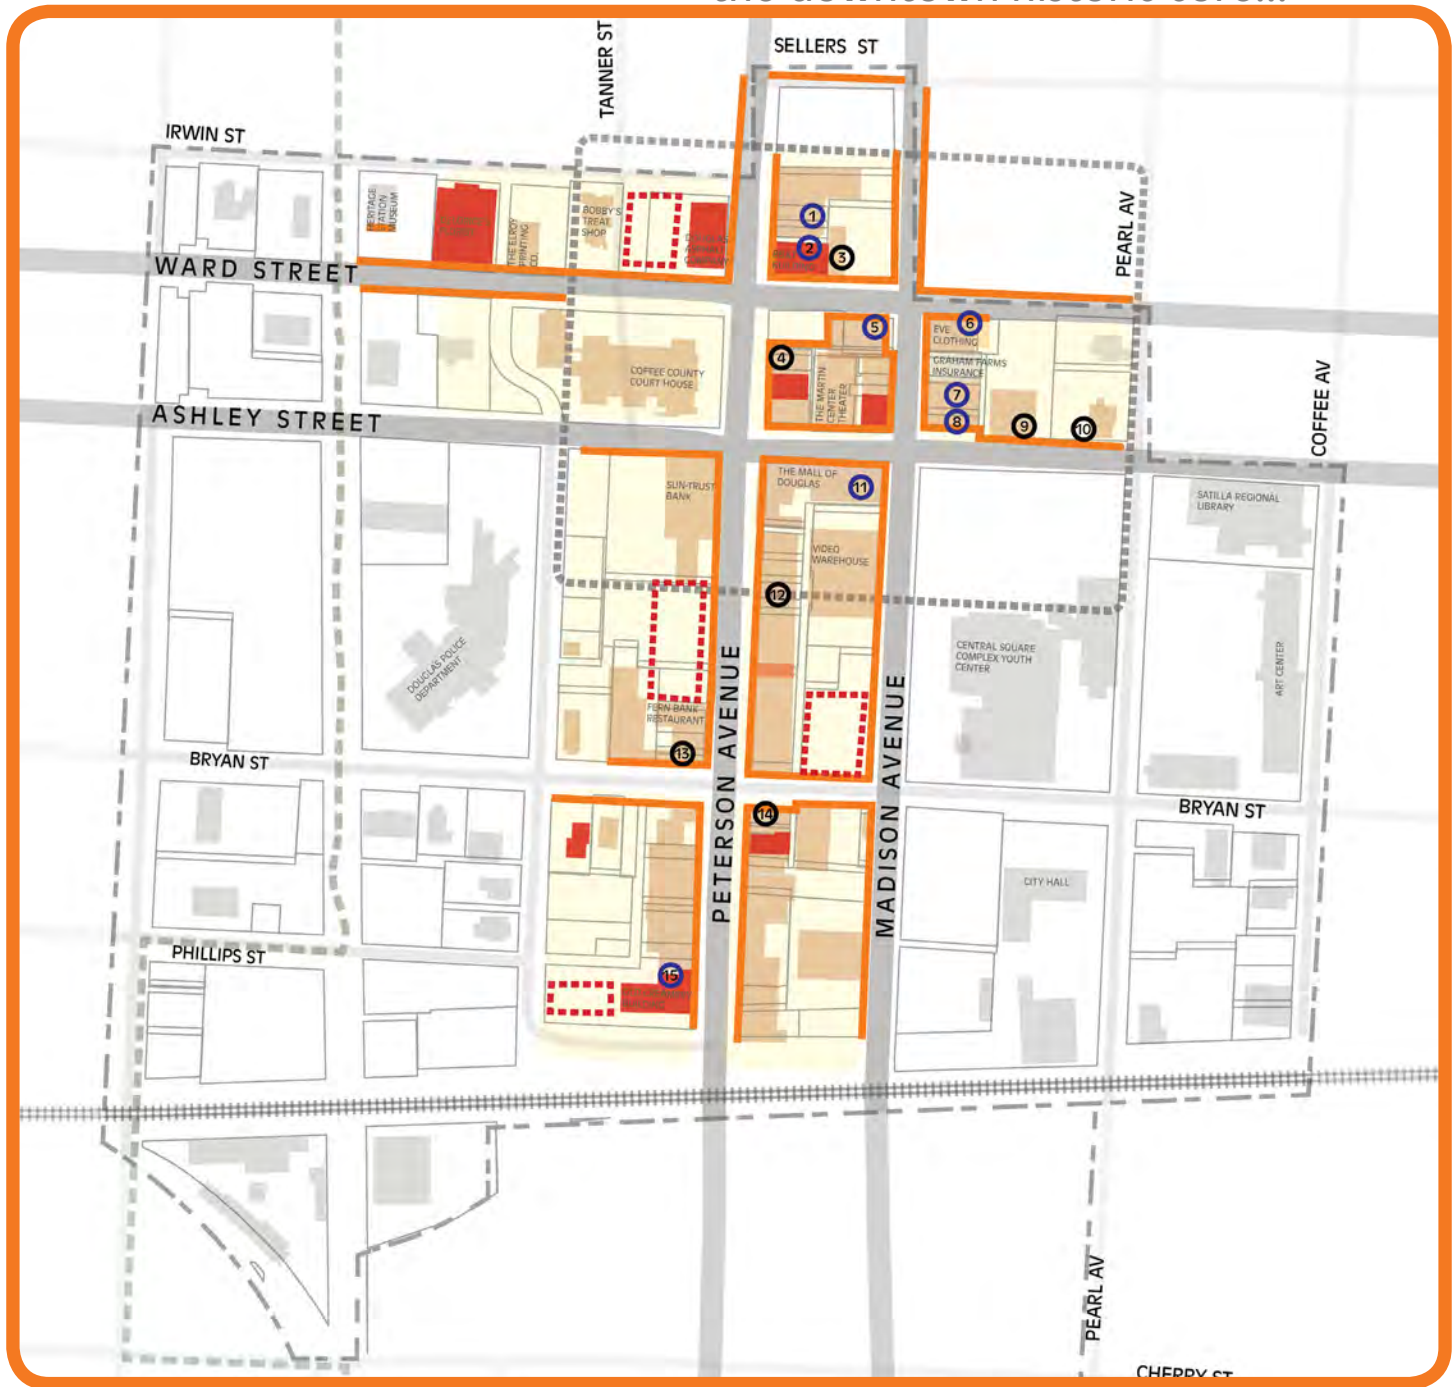 SELLERS ST
TANNER ST
IRWIN ST
PEARL AV
HERITAGE
STATION
MUSEUM
THE ELROY
PRINTING
CO.
BOBBY'S
TREAT
SHOP
1
2
3
WARD STREET
5
6
EVE
CLOTHING
4
GRAHAM FARMS
INSURANCE
COFFEE COUNTY
COURT HOUSE
THE MARTIN
CENTER
THEATER
7
8
9
10
COFFEE AV
ASHLEY STREET
SUN-TRUST
BANK
THE MALL OF
DOUGLAS
11
SATILLA REGIONAL
LIBRARY
VIDEO
WAREHOUSE
12
DOUGLAS POLICE
DEPARTMENT
CENTRAL SQUARE
COMPLEX YOUTH
CENTER
ART CENTER
FERN BANK
RESTAURANT
13
PETERSON AVENUE
MADISON AVENUE
BRYAN ST
14
BRYAN ST
CITY HALL
PHILLIPS ST
15
PEARL AV
CHERRY ST